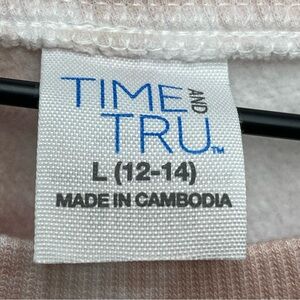 TIME AND
TRU™
L (12-14)
MADE IN CAMBODIA